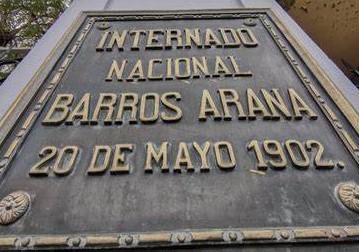 INTERNADO
NACIONAL
BARROS ARANA
20 DE MAYO 1902.